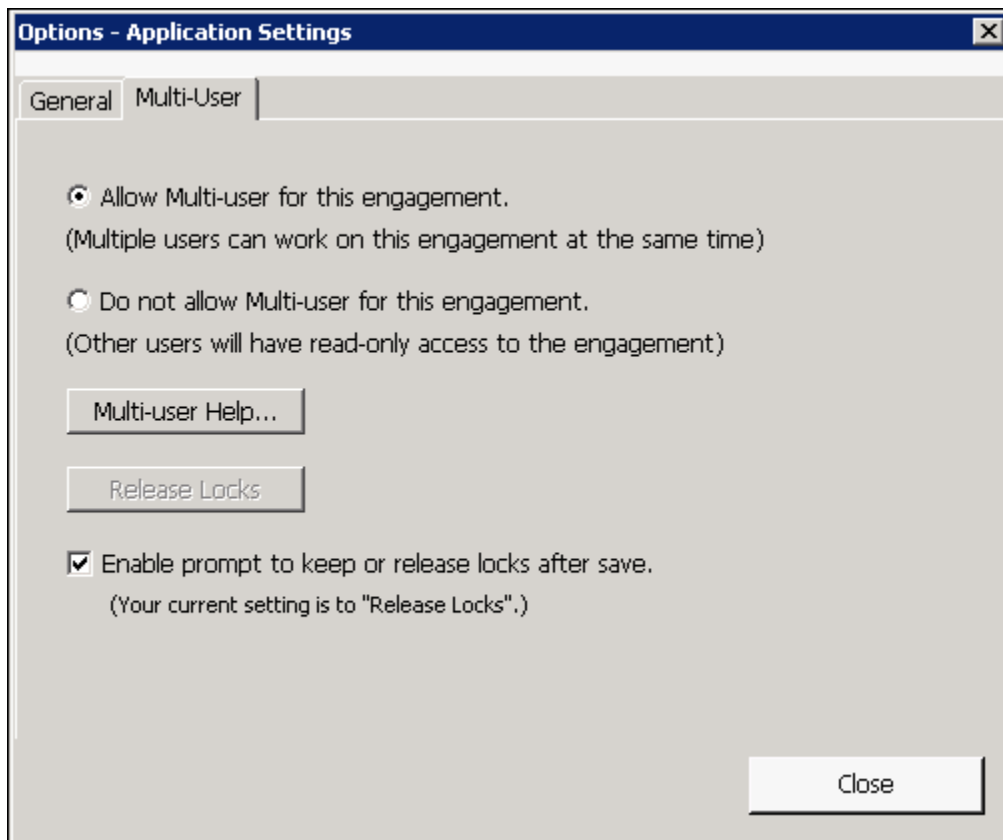 Options - Application Settings
General
Multi-User
Allow Multi-user for this engagement.
(Multiple users can work on this engagement at the same time)
Do not allow Multi-user for this engagement.
(Other users will have read-only access to the engagement)
Multi-user Help...
Release Locks
Enable prompt to keep or release locks after save.
(Your current setting is to "Release Locks".)
Close